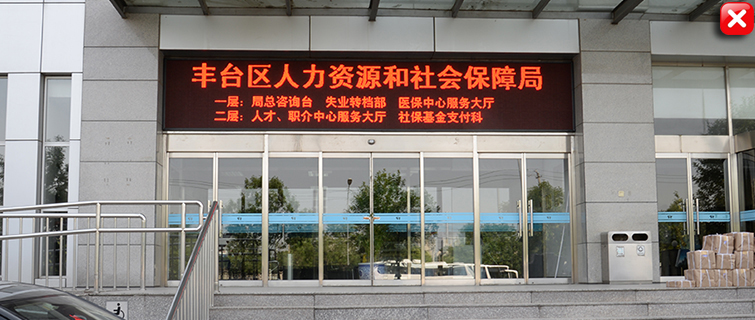 丰台区人力资源和社会保障局
一层：局总咨询台 失业转档部 医保中心服务大厅
二层：人才、职介中心服务大厅 社保基金支付科